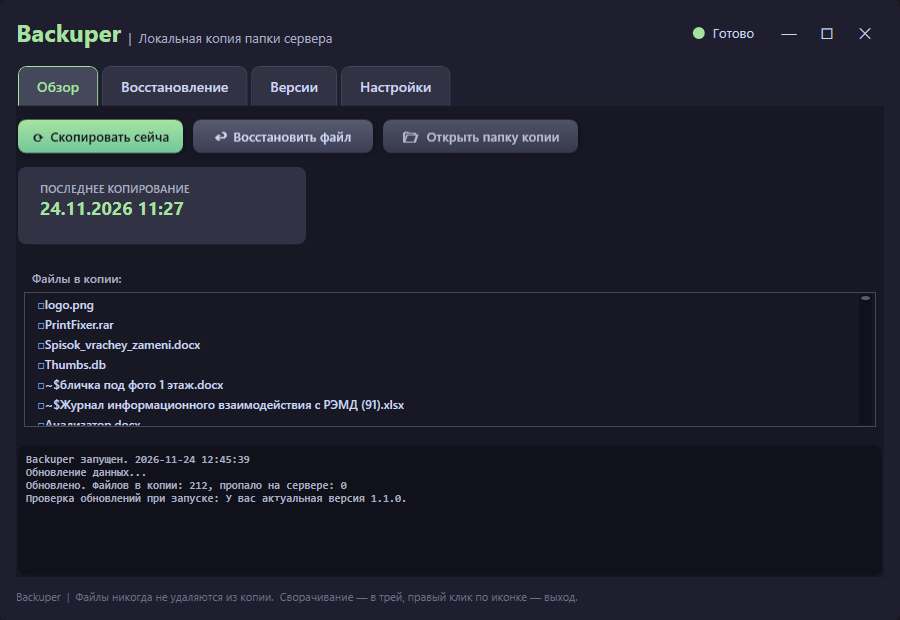 Backuper | Локальная копия папки сервера
Готово
Обзор Восстановление Версии Настройки
Скопировать сейчас Восстановить файл Открыть папку копии
ПОСЛЕДНЕЕ КОПИРОВАНИЕ
24.11.2026 11:27
Файлы в копии:
logo.png
PrintFixer.rar
Spisok_vrachey_zameni.docx
Thumbs.db
~$бличка под фото 1 этаж.docx
~$Журнал информационного взаимодействия с РЭМД (91).xlsx
Анализатор.docx
Backuper запущен. 2026-11-24 12:45:39
Обновление данных...
Обновлено. Файлов в копии: 212, пропало на сервере: 0
Проверка обновлений при запуске: У вас актуальная версия 1.1.0.
Backuper | Файлы никогда не удаляются из копии. Сворачивание — в трей, правый клик по иконке — выход.